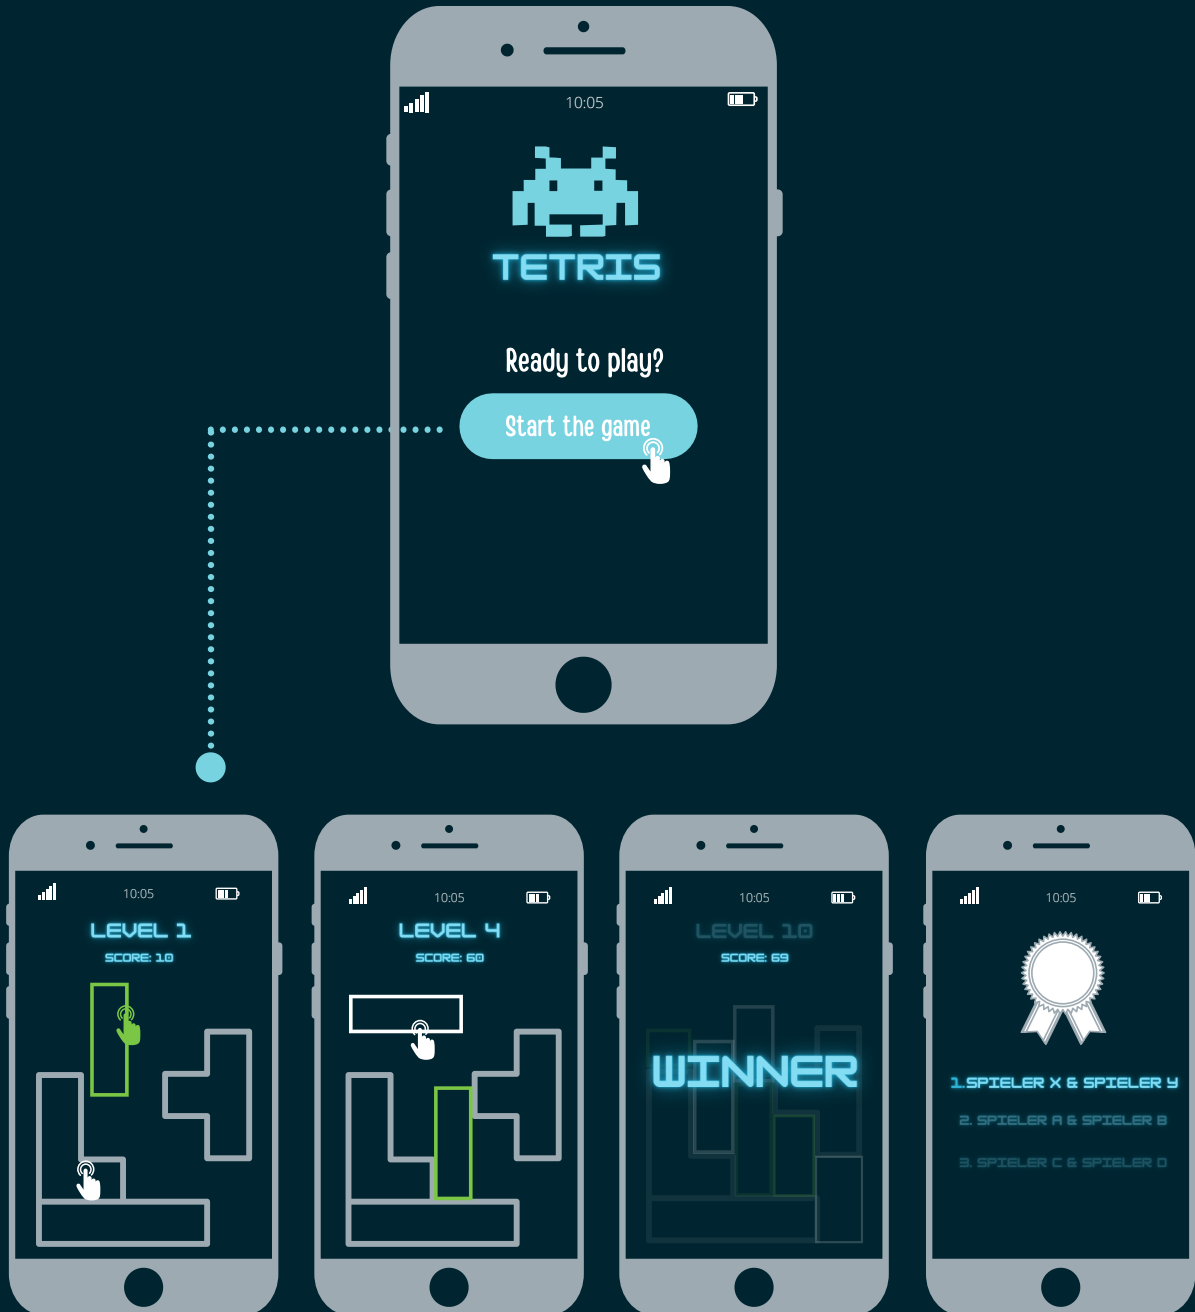 10:05
TETRIS
Ready to play?
Start the game
10:05
LEVEL 1
SCORE: 10
10:05
LEVEL 4
SCORE: 60
10:05
LEVEL 10
SCORE: 69
WINNER
10:05
1. SPIELER X & SPIELER Y
2. SPIELER A & SPIELER B
3. SPIELER C & SPIELER D